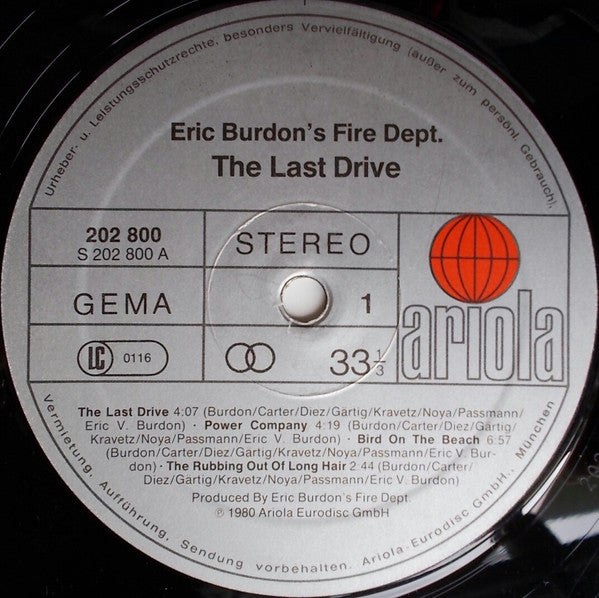 Urheber- u. Leistungsschutzrechte, besonders Vervielfältigung (außer zum persönl. Gebrauch),
Eric Burdon's Fire Dept.
The Last Drive
202 800
S 202 800 A
STEREO
GEMA
1
LC 0116
33 1/3
ariola
The Last Drive 4:07 (Burdon/Carter/Diez/Gärtig/Kravetz/Noya/Passmann/
Eric V. Burdon) · Power Company 4:19 (Burdon/Carter/Diez/Gärtig/
Kravetz/Noya/Passmann/Eric V. Burdon) · Bird On The Beach 6:57
(Burdon/Carter/Diez/Gärtig/Kravetz/Noya/Passmann/Eric V. Bur-
don) · The Rubbing Out Of Long Hair 2:44 (Burdon/Carter/
Diez/Gärtig/Kravetz/Noya/Passmann/Eric V. Burdon)
Produced By Eric Burdon's Fire Dept.
℗ 1980 Ariola Eurodisc GmbH
Vermietung, Aufführung, Sendung vorbehalten. Ariola-Eurodisc GmbH., München